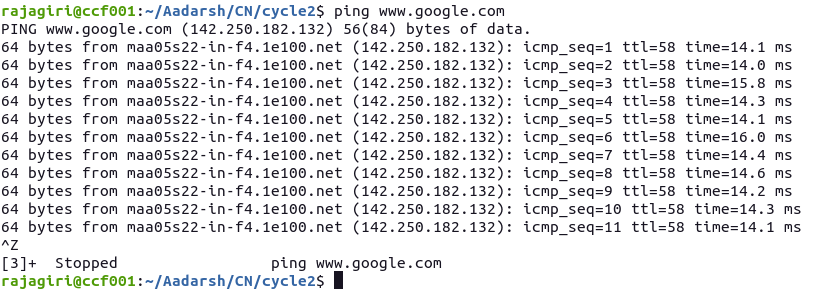 rajagiri@ccf001:~/Aadarsh/CN/cycle2$ ping www.google.com
PING www.google.com (142.250.182.132) 56(84) bytes of data.
64 bytes from maa05s22-in-f4.1e100.net (142.250.182.132): icmp_seq=1 ttl=58 time=14.1 ms
64 bytes from maa05s22-in-f4.1e100.net (142.250.182.132): icmp_seq=2 ttl=58 time=14.0 ms
64 bytes from maa05s22-in-f4.1e100.net (142.250.182.132): icmp_seq=3 ttl=58 time=15.8 ms
64 bytes from maa05s22-in-f4.1e100.net (142.250.182.132): icmp_seq=4 ttl=58 time=14.3 ms
64 bytes from maa05s22-in-f4.1e100.net (142.250.182.132): icmp_seq=5 ttl=58 time=14.1 ms
64 bytes from maa05s22-in-f4.1e100.net (142.250.182.132): icmp_seq=6 ttl=58 time=16.0 ms
64 bytes from maa05s22-in-f4.1e100.net (142.250.182.132): icmp_seq=7 ttl=58 time=14.4 ms
64 bytes from maa05s22-in-f4.1e100.net (142.250.182.132): icmp_seq=8 ttl=58 time=14.6 ms
64 bytes from maa05s22-in-f4.1e100.net (142.250.182.132): icmp_seq=9 ttl=58 time=14.2 ms
64 bytes from maa05s22-in-f4.1e100.net (142.250.182.132): icmp_seq=10 ttl=58 time=14.3 ms
64 bytes from maa05s22-in-f4.1e100.net (142.250.182.132): icmp_seq=11 ttl=58 time=14.1 ms
^Z
[3]+  Stopped                 ping www.google.com
rajagiri@ccf001:~/Aadarsh/CN/cycle2$